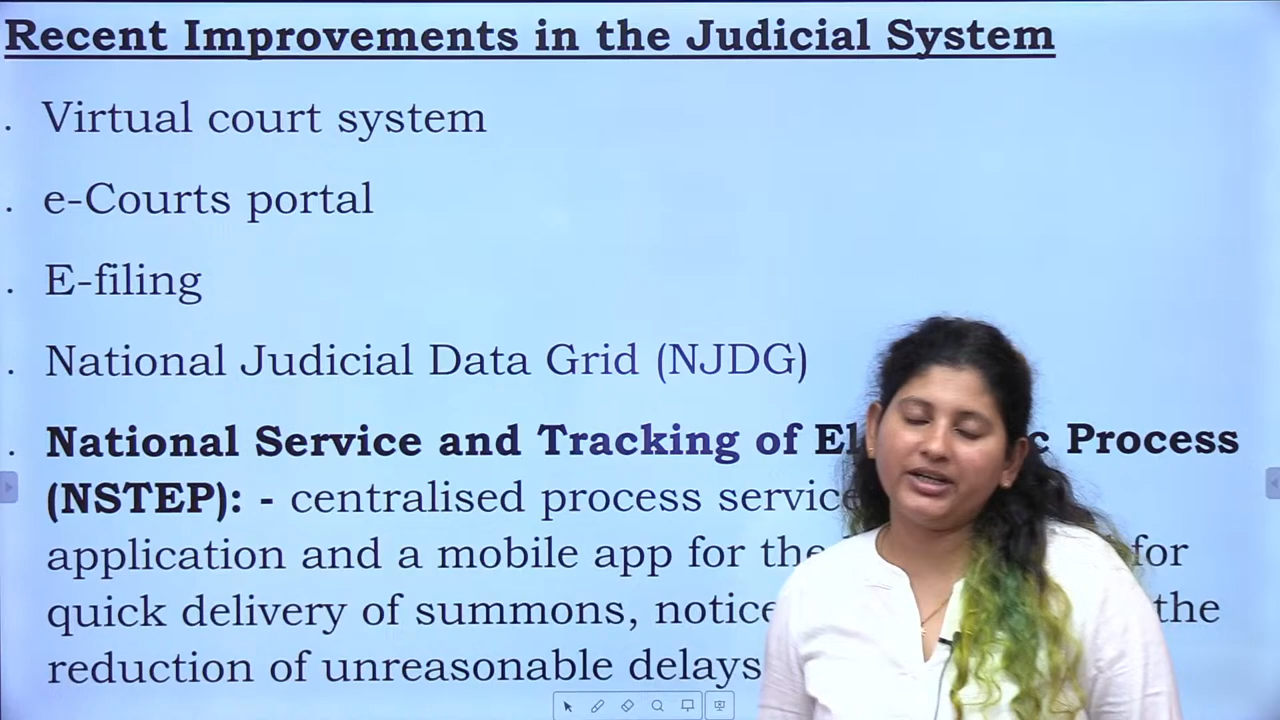 Recent Improvements in the Judicial System
. Virtual court system
. e-Courts portal
. E-filing
. National Judicial Data Grid (NJDG)
. National Service and Tracking of Process
(NSTEP): - centralised process service
application and a mobile app for the for
quick delivery of summons, the
reduction of unreasonable delays